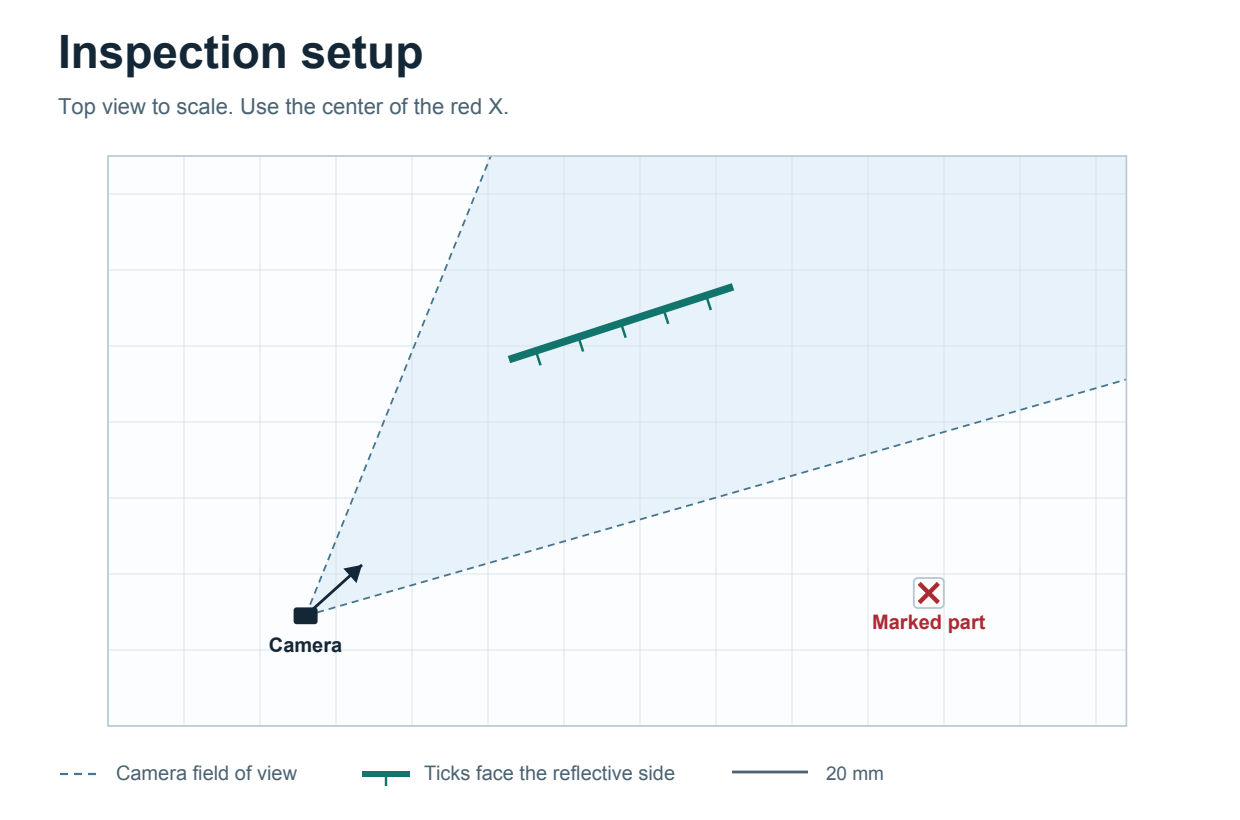 Inspection setup
Top view to scale. Use the center of the red X.
Camera
Marked part
Camera field of view
Ticks face the reflective side
20 mm